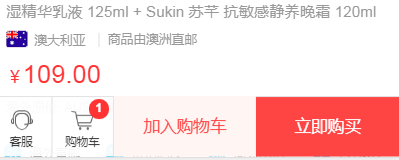 湿精华乳液 125ml + Sukin 苏芊 抗敏感静养晚霜 120ml
澳大利亚 | 商品由澳洲直邮
¥109.00
1
客服 购物车 加入购物车 立即购买